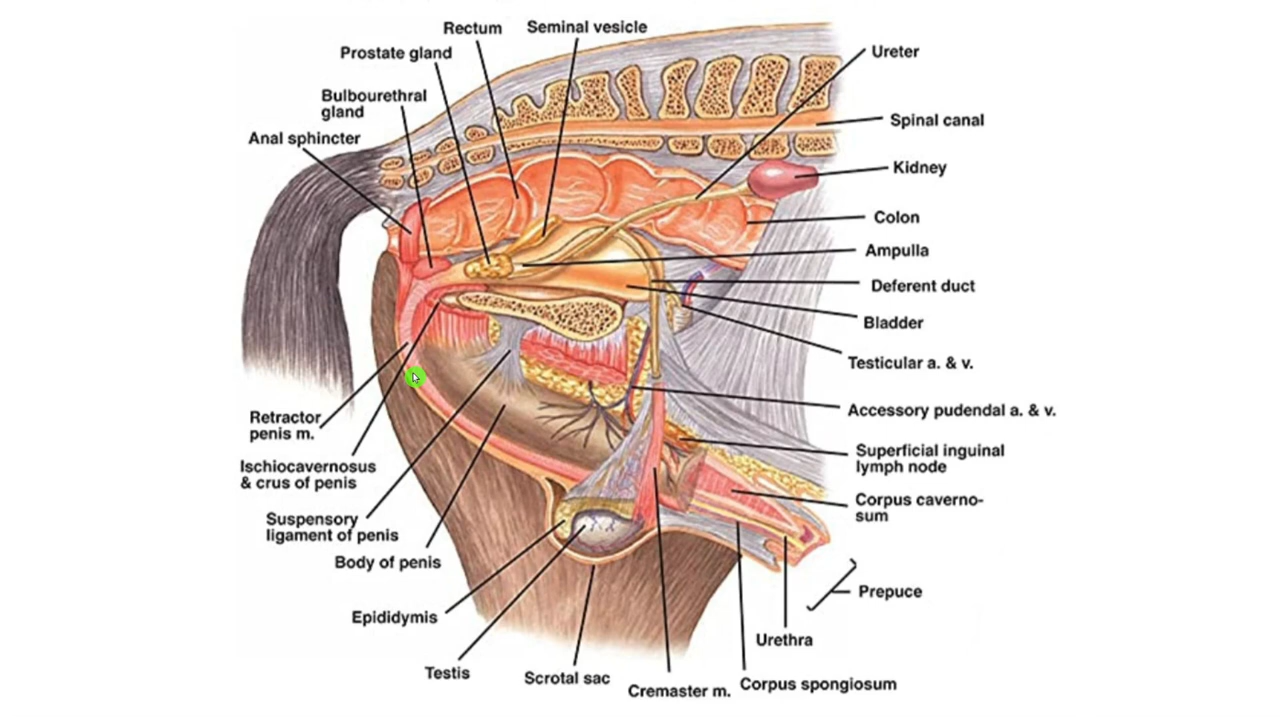 Rectum
Seminal vesicle
Prostate gland
Ureter
Bulbourethral
gland
Spinal canal
Anal sphincter
Kidney
Colon
Ampulla
Deferent duct
Bladder
Testicular a. & v.
Retractor
penis m.
Accessory pudendal a. & v.
Ischiocavernosus
& crus of penis
Superficial inguinal
lymph node
Suspensory
ligament of penis
Corpus caverno-
sum
Body of penis
Prepuce
Epididymis
Urethra
Testis
Scrotal sac
Cremaster m.
Corpus spongiosum